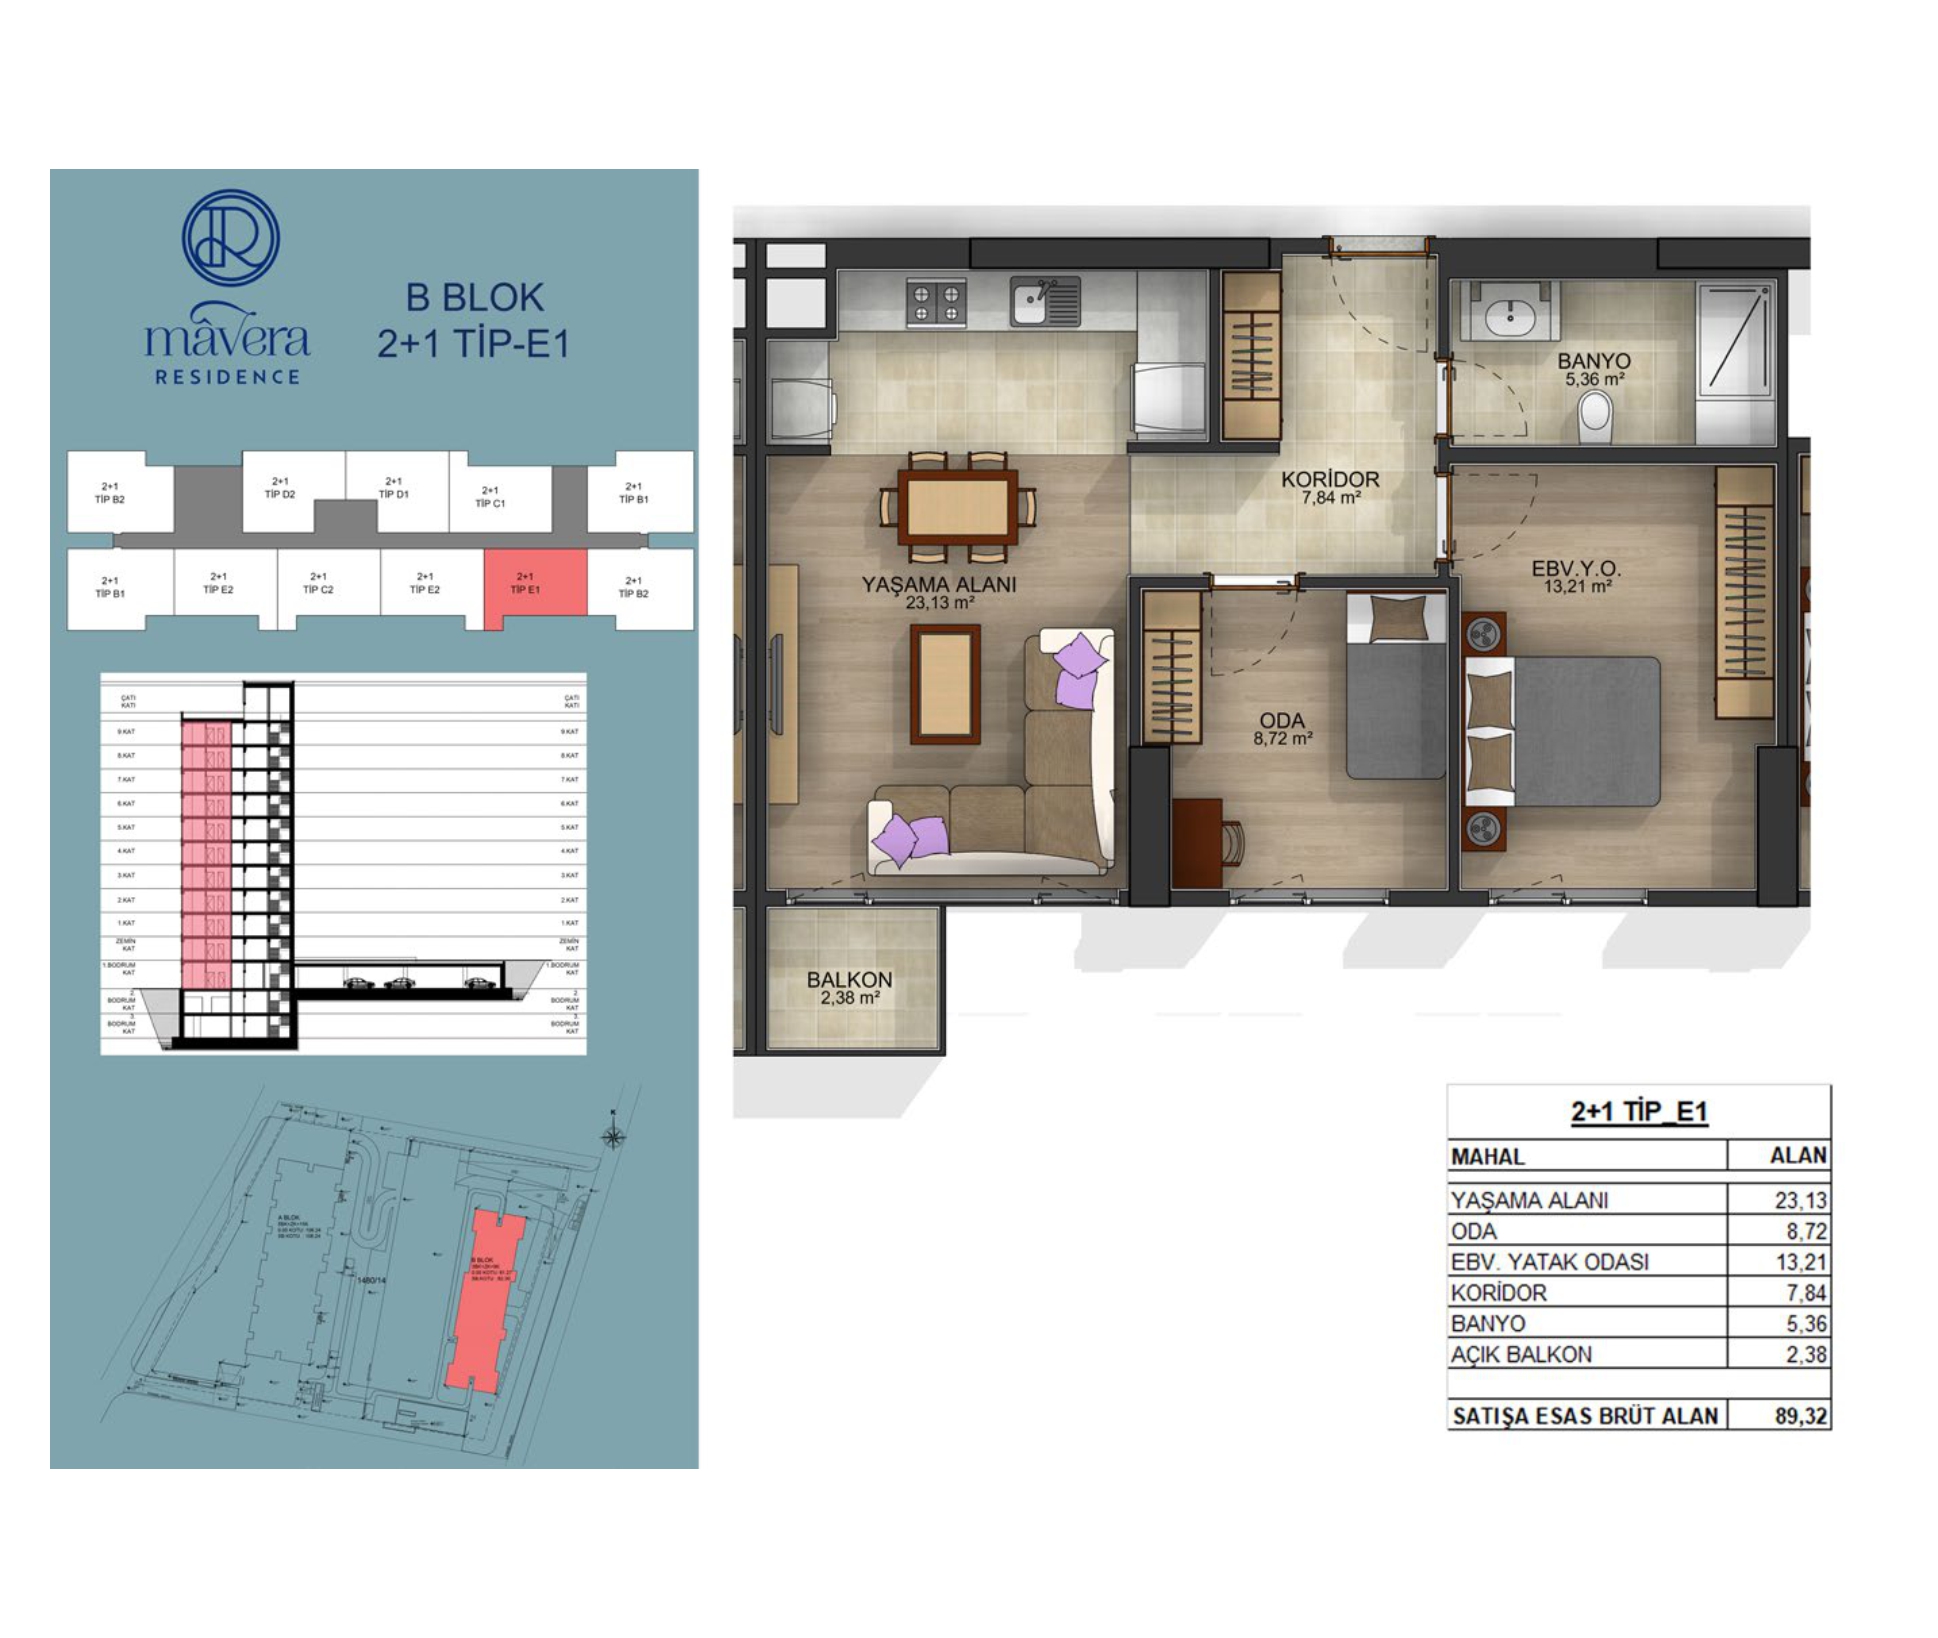 R
mâvera
RESIDENCE
B BLOK
2+1 TİP-E1
2+1
TİP B2
2+1
TİP D2
2+1
TİP D1
2+1
TİP C1
2+1
TİP B1
2+1
TİP B1
2+1
TİP E2
2+1
TİP C2
2+1
TİP E2
2+1
TİP E1
2+1
TİP B2
ÇATI
KATI
ÇATI
KATI
9.KAT
9.KAT
8.KAT
8.KAT
7.KAT
7.KAT
6.KAT
6.KAT
5.KAT
5.KAT
4.KAT
4.KAT
3.KAT
3.KAT
2.KAT
2.KAT
1.KAT
1.KAT
ZEMİN
KAT
ZEMİN
KAT
1.BODRUM
KAT
1.BODRUM
KAT
2.
BODRUM
KAT
2.
BODRUM
KAT
3.
BODRUM
KAT
3.
BODRUM
KAT
K
A BLOK
B BLOK
1480/14
BANYO
5,36 m²
KORİDOR
7,84 m²
YAŞAMA ALANI
23,13 m²
EBV.Y.O.
13,21 m²
ODA
8,72 m²
BALKON
2,38 m²
2+1 TİP_E1
MAHAL ALAN
YAŞAMA ALANI 23,13
ODA 8,72
EBV. YATAK ODASI 13,21
KORİDOR 7,84
BANYO 5,36
AÇIK BALKON 2,38
SATIŞA ESAS BRÜT ALAN 89,32